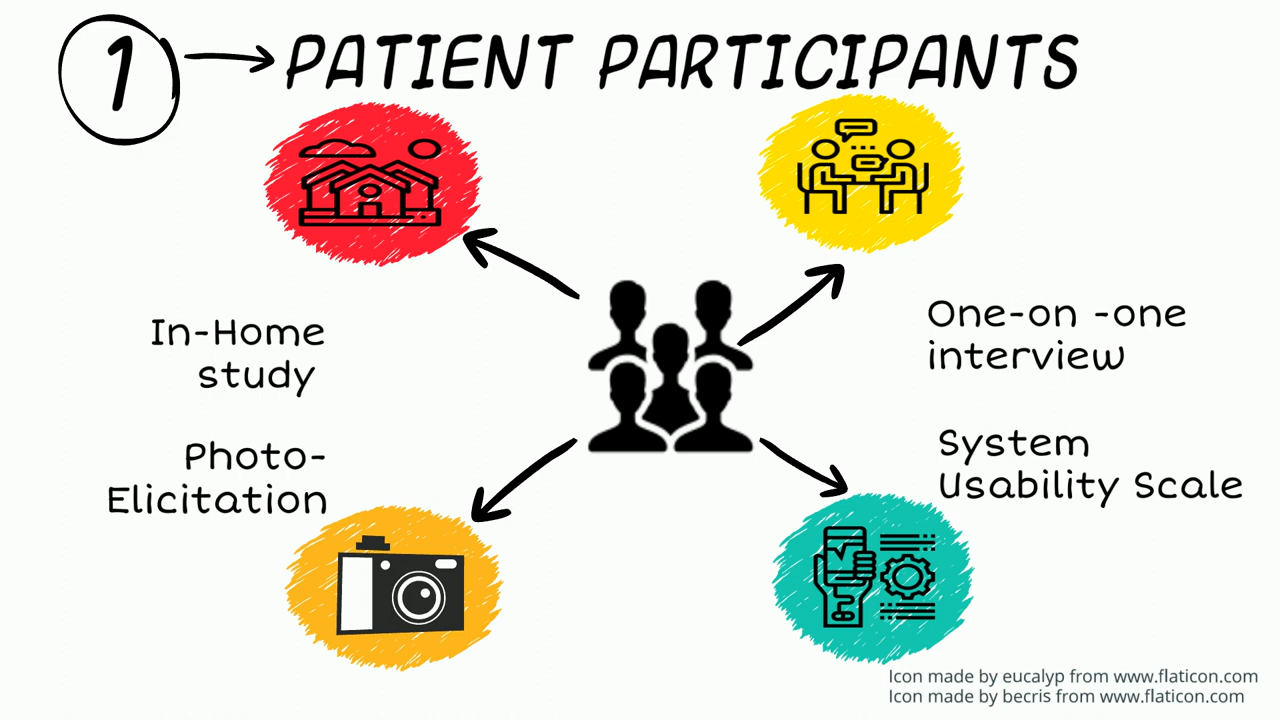 1
PATIENT PARTICIPANTS
In-Home
study
One-on -one
interview
Photo-
Elicitation
System
Usability Scale
Icon made by eucalyp from www.flaticon.com
Icon made by becris from www.flaticon.com